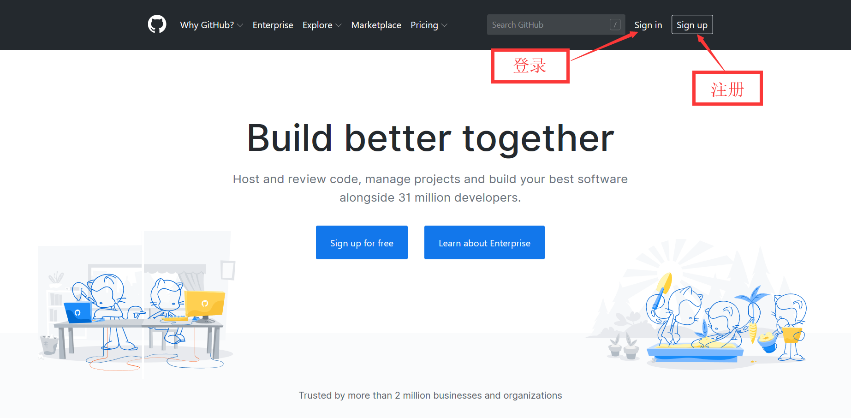 Why GitHub? Enterprise Explore Marketplace Pricing Search GitHub / Sign in Sign up
登录
注册
Build better together
Host and review code, manage projects and build your best software
alongside 31 million developers.
Sign up for free Learn about Enterprise
Trusted by more than 2 million businesses and organizations